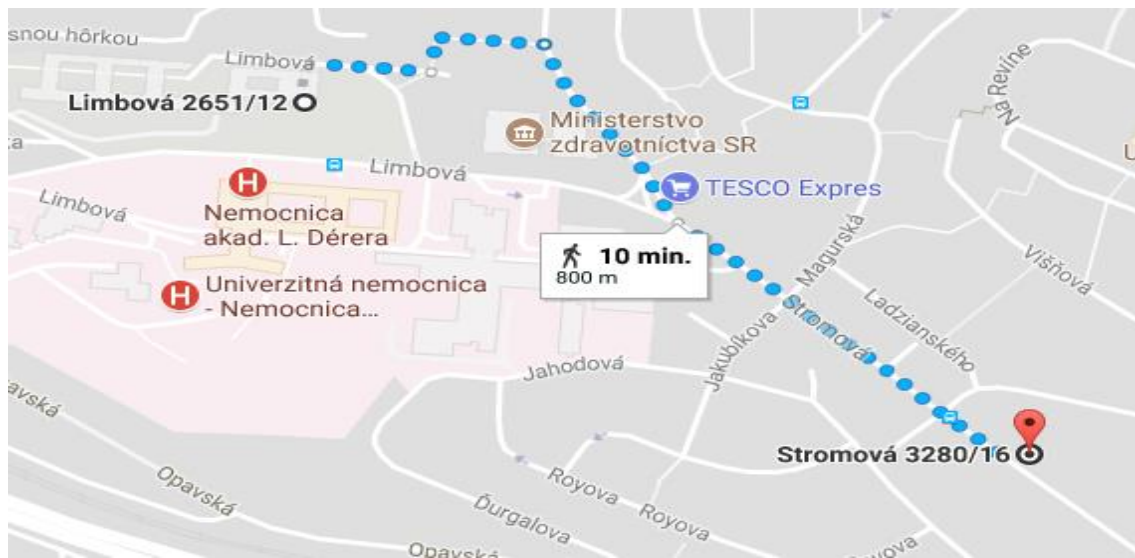 snou hôrkou
Limbová
Limbová 2651/12
Ministerstvo
zdravotníctva SR
Na Revíne
Limbová
TESCO Expres
Limbová
Nemocnica
akad. L. Dérera
10 min.
800 m
Univerzitná nemocnica
- Nemocnica...
Magurská
Višňová
Ladzianského
Stromová
Jakubíkova
Jahodová
Opavská
Stromová 3280/16
Opavská
Royova
Royova
Ďurgalova
Opavská
Royova